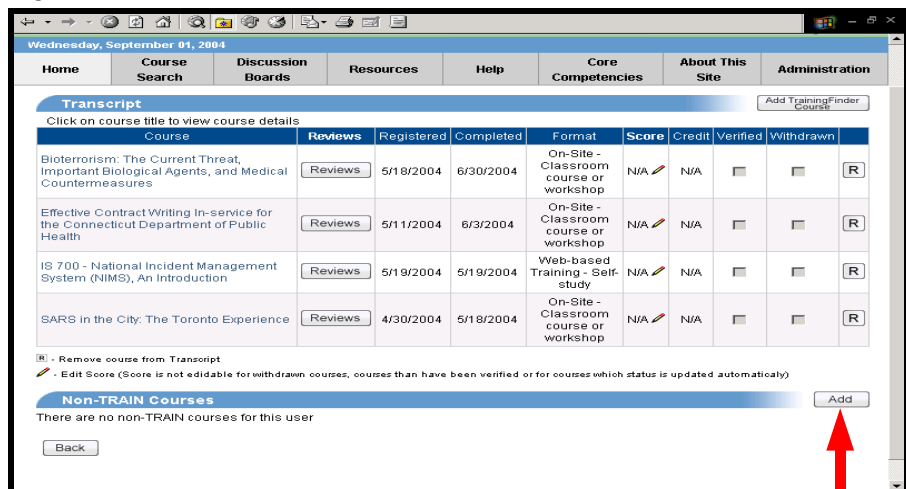 Wednesday, September 01, 2004
Home Course Search Discussion Boards Resources Help Core Competencies About This Site Administration
Transcript Add TrainingFinder Course
Click on course title to view course details
Course Reviews Registered Completed Format Score Credit Verified Withdrawn
Bioterrorism: The Current Threat, Important Biological Agents, and Medical Countermeasures Reviews 5/18/2004 6/30/2004 On-Site - Classroom course or workshop N/A N/A R
Effective Contract Writing In-service for the Connecticut Department of Public Health Reviews 5/11/2004 6/3/2004 On-Site - Classroom course or workshop N/A N/A R
IS 700 - National Incident Management System (NIMS), An Introduction Reviews 5/19/2004 5/19/2004 Web-based Training - Self-study N/A N/A R
SARS in the City: The Toronto Experience Reviews 4/30/2004 5/18/2004 On-Site - Classroom course or workshop N/A N/A R
R - Remove course from Transcript
- Edit Score (Score is not edidable for withdrawn courses, courses than have been verified or for courses which status is updated automaticaly)
Non-TRAIN Courses Add
There are no non-TRAIN courses for this user
Back